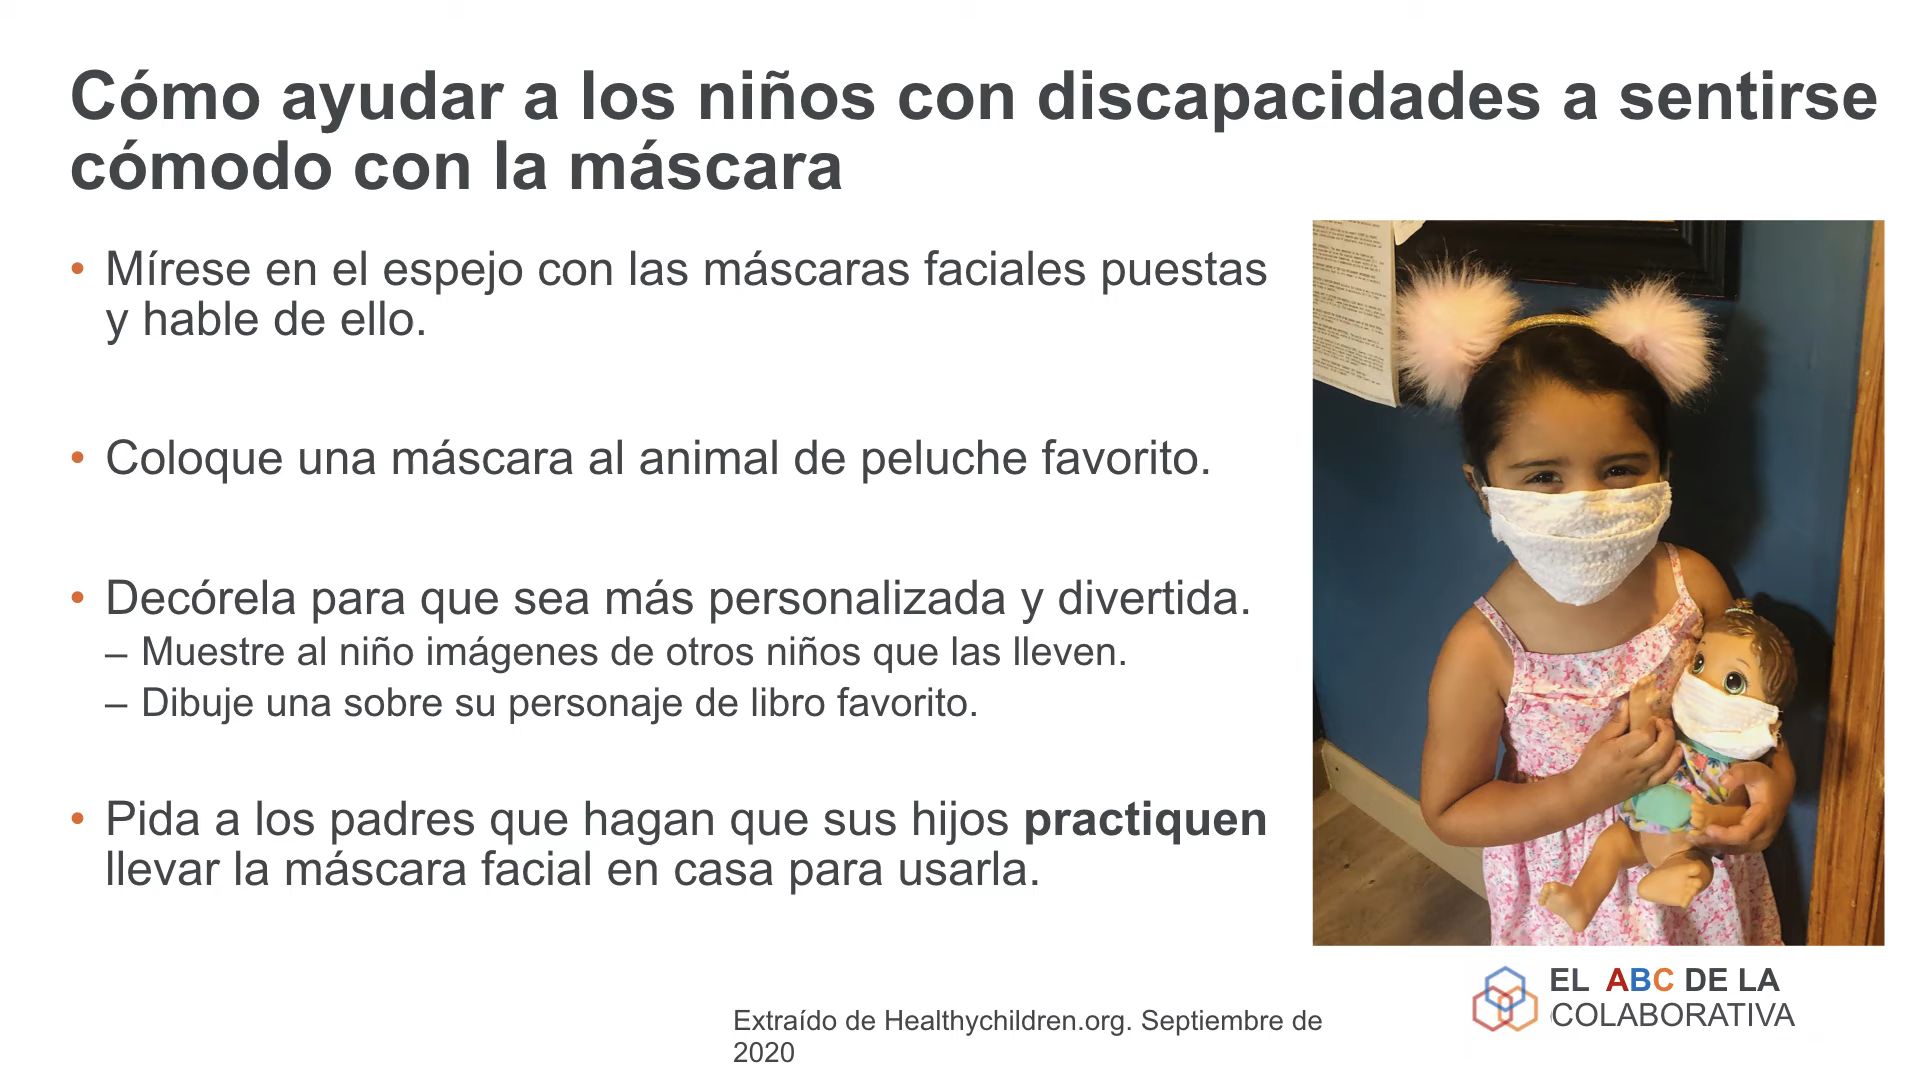 Cómo ayudar a los niños con discapacidades a sentirse
cómodo con la máscara
• Mírese en el espejo con las máscaras faciales puestas
y hable de ello.
• Coloque una máscara al animal de peluche favorito.
• Decórela para que sea más personalizada y divertida.
– Muestre al niño imágenes de otros niños que las lleven.
– Dibuje una sobre su personaje de libro favorito.
• Pida a los padres que hagan que sus hijos practiquen
llevar la máscara facial en casa para usarla.
Extraído de Healthychildren.org. Septiembre de
2020
EL ABC DE LA
COLABORATIVA